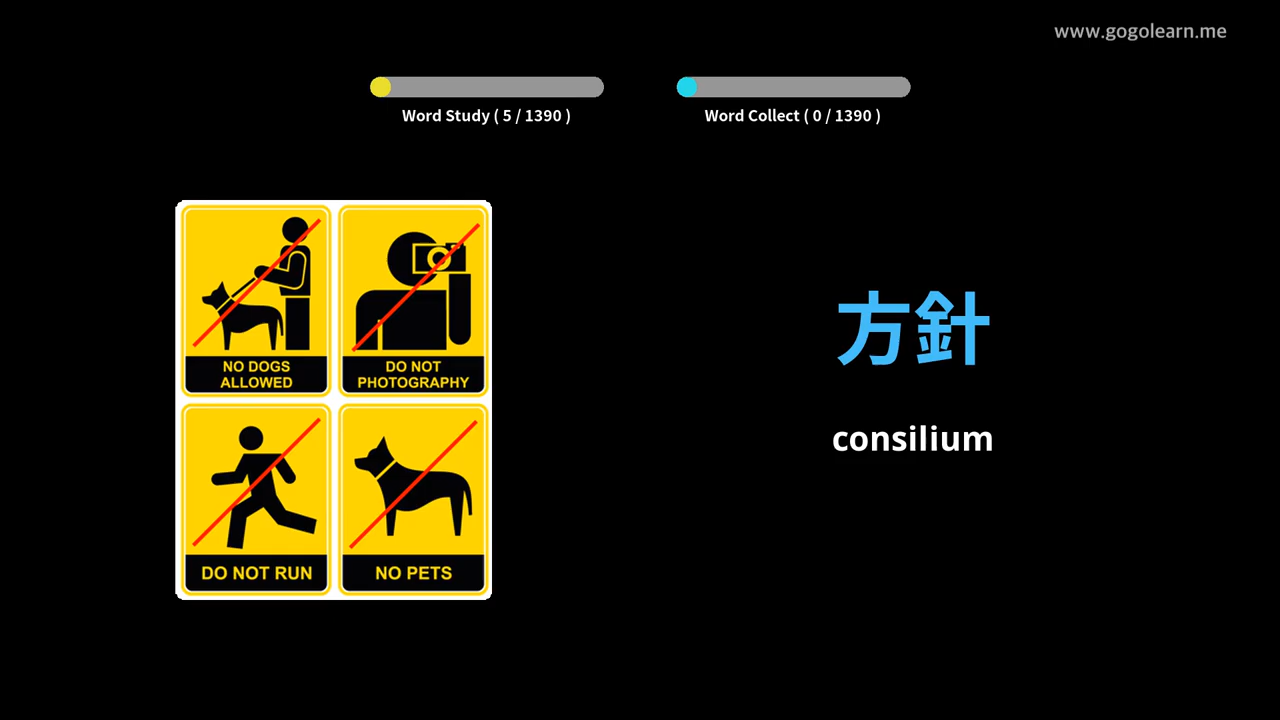 www.gogolearn.me
Word Study ( 5 / 1390 )
Word Collect ( 0 / 1390 )
NO DOGS
ALLOWED
DO NOT
PHOTOGRAPHY
DO NOT RUN
NO PETS
方針
consilium